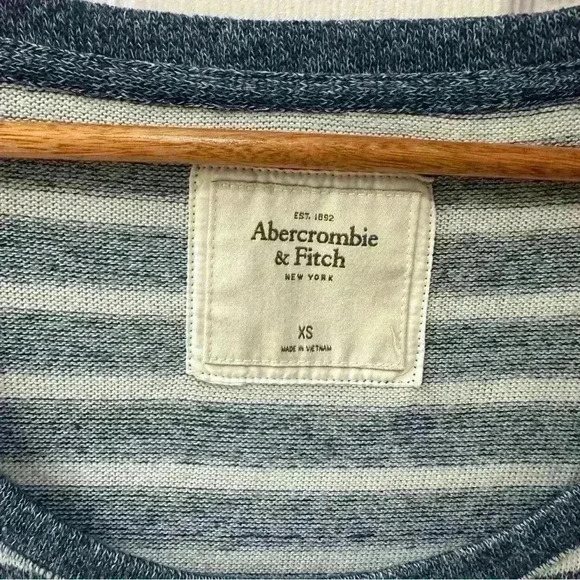 EST. 1892
Abercrombie
& Fitch
NEW YORK
XS
MADE IN VIETNAM